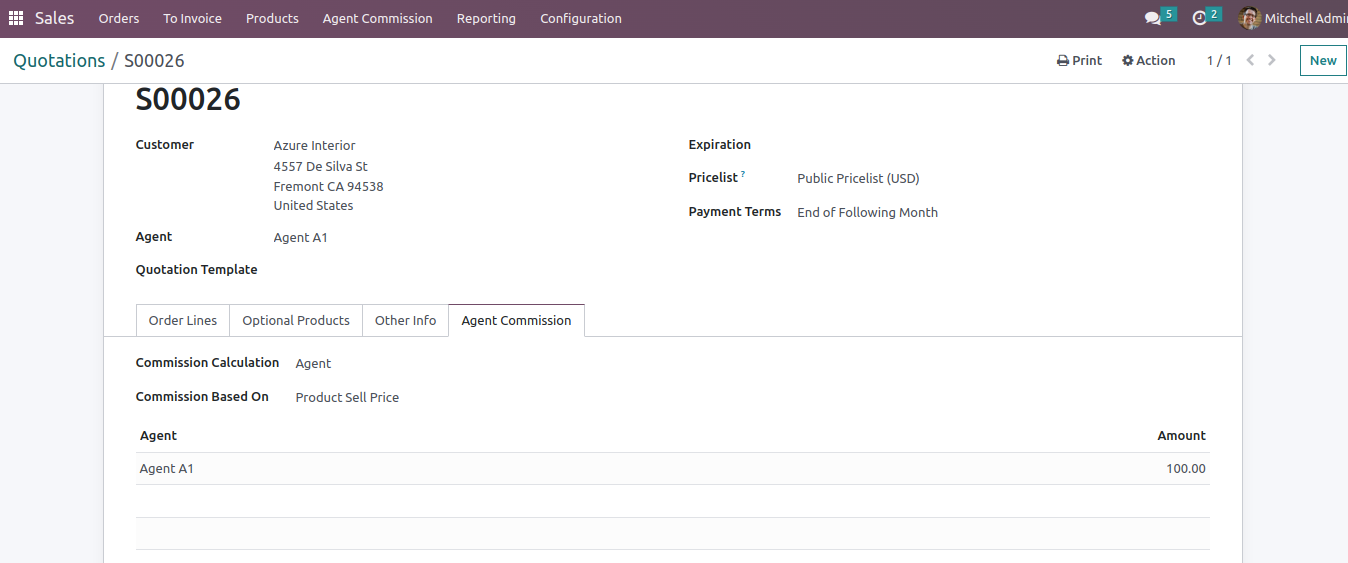 Sales Orders To Invoice Products Agent Commission Reporting Configuration 5 2 Mitchell Admi
Quotations / S00026 Print Action 1 / 1 New
S00026
Customer Azure Interior Expiration
4557 De Silva St
Pricelist ? Public Pricelist (USD)
Fremont CA 94538
United States
Payment Terms End of Following Month
Agent Agent A1
Quotation Template
Order Lines Optional Products Other Info Agent Commission
Commission Calculation Agent
Commission Based On Product Sell Price
Agent Amount
Agent A1 100.00